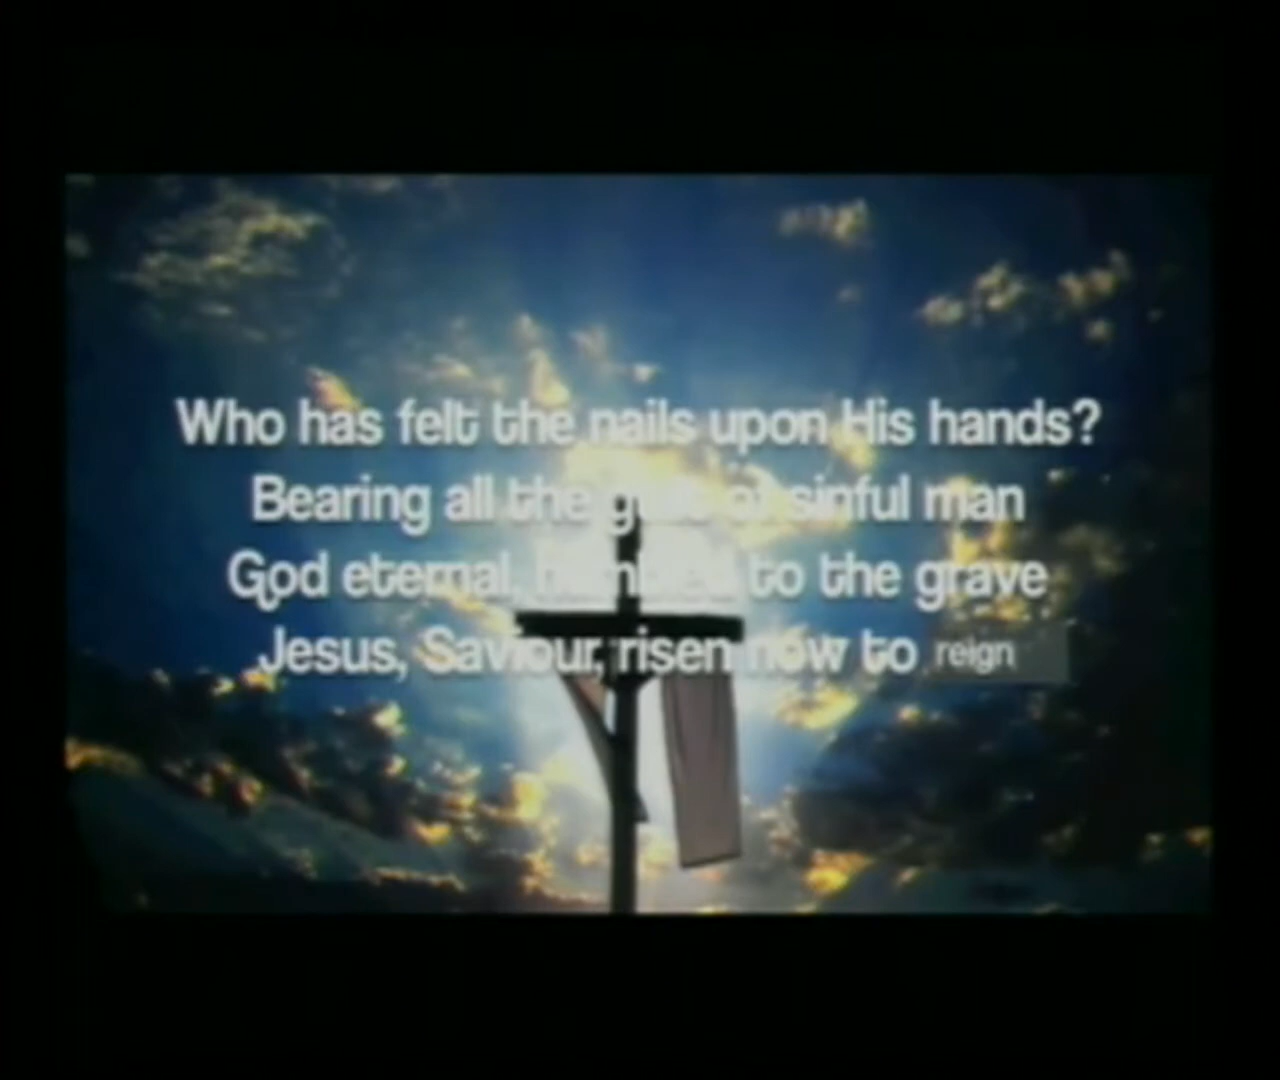 Who has felt the nails upon His hands?
Bearing all the sinful man
God eternal, to the grave
Jesus, Saviour, risen now to reign